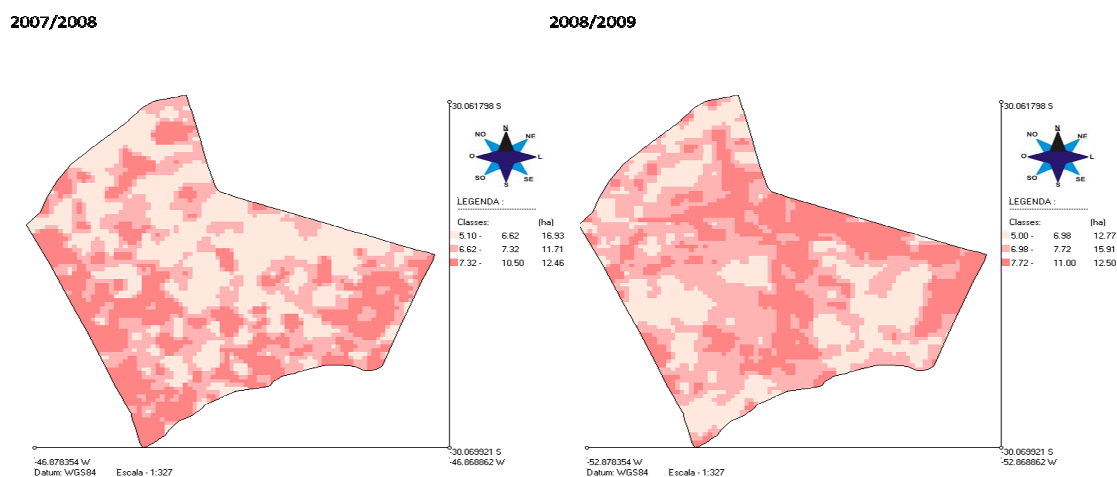 2007/2008
30.061798 S
N
NO NE
O L
SO SE
S
LEGENDA :
Classes: (ha)
5.10 - 6.62 16.93
6.62 - 7.32 11.71
7.32 - 10.50 12.46
-30.069921 S
-46.878354 W -46.868862 W
Datum: WGS84 Escala - 1:327
2008/2009
30.061798 S
N
NO NE
O L
SO SE
S
LEGENDA :
Classes: (ha)
5.00 - 6.98 12.77
6.98 - 7.72 15.91
7.72 - 11.00 12.50
-30.069921 S
-52.878354 W -52.868862 W
Datum: WGS84 Escala - 1:327